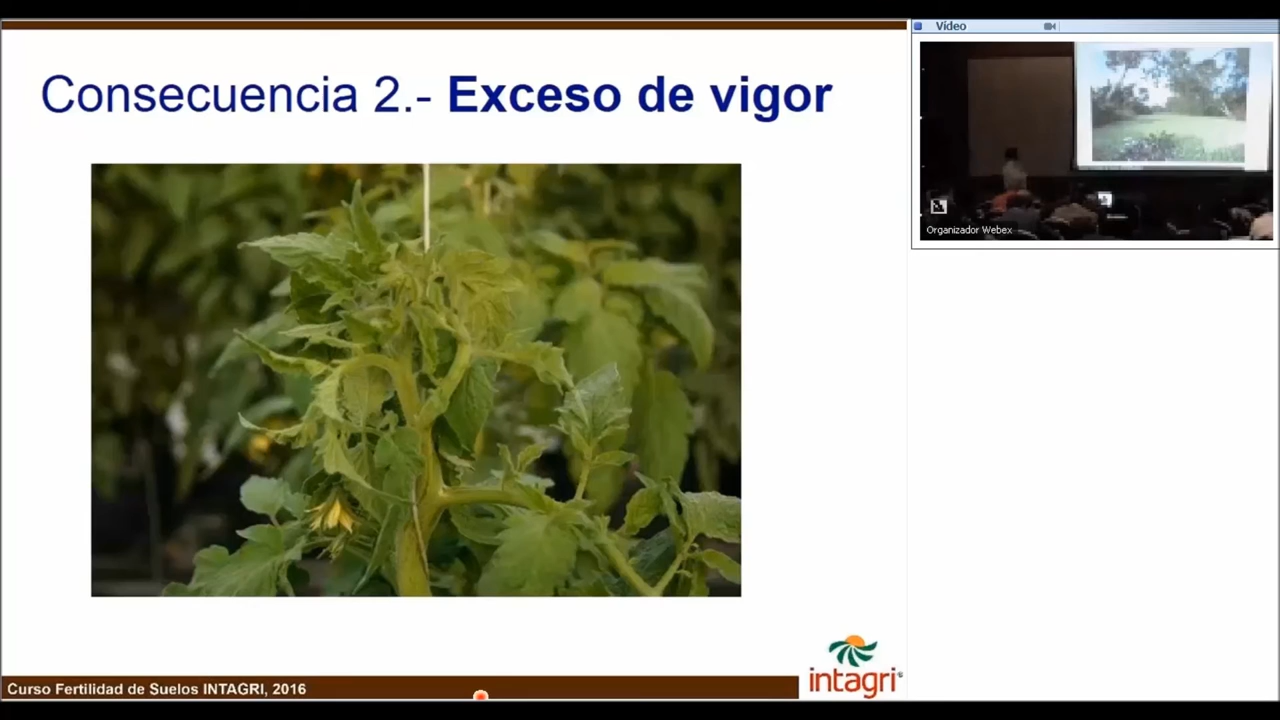 Consecuencia 2.- Exceso de vigor
Vídeo
Organizador Webex
Curso Fertilidad de Suelos INTAGRI, 2016
intagri